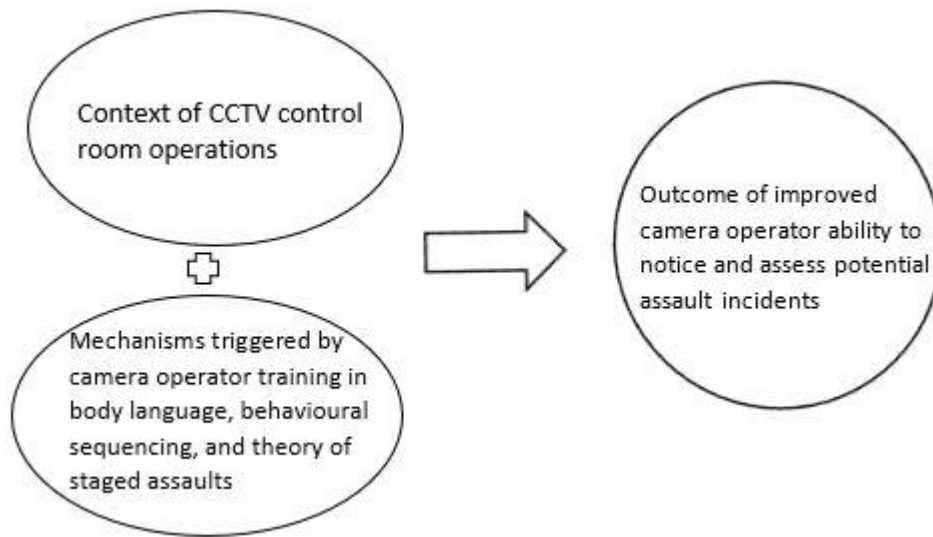 Context of CCTV control
room operations
Mechanisms triggered by
camera operator training in
body language, behavioural
sequencing, and theory of
staged assaults
Outcome of improved
camera operator ability to
notice and assess potential
assault incidents